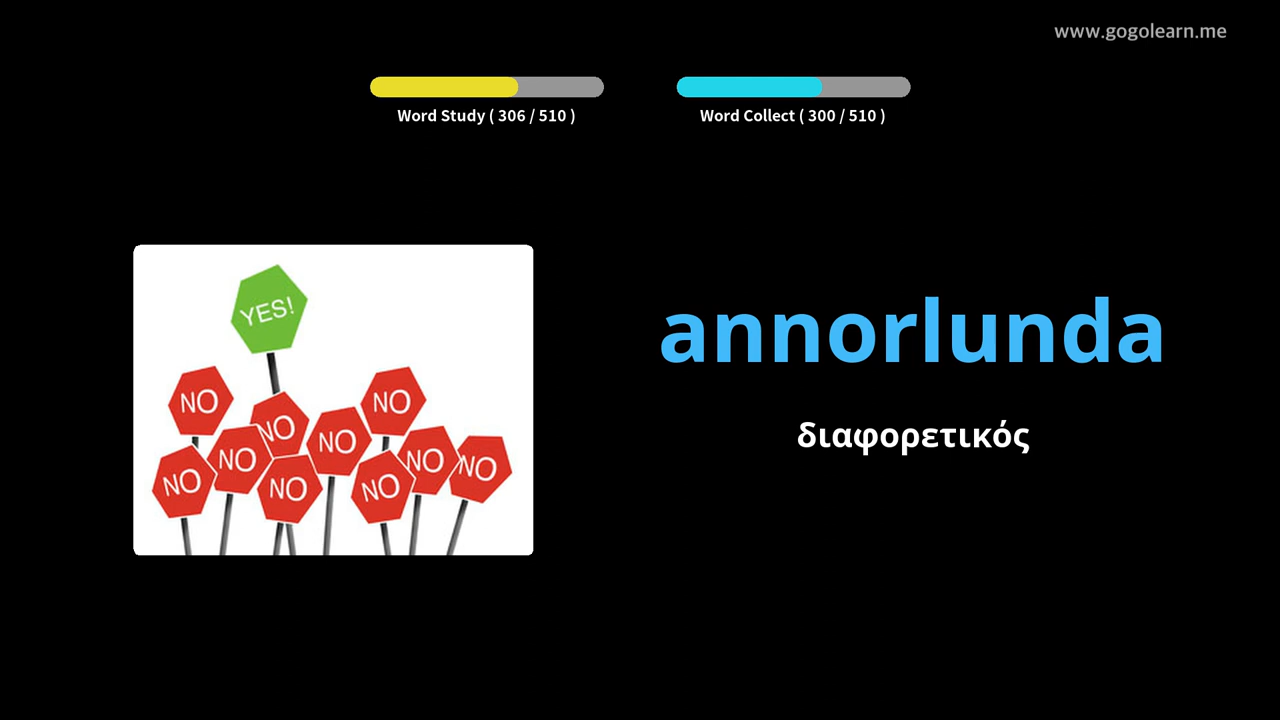 www.gogolearn.me
Word Study ( 306 / 510 )
Word Collect ( 300 / 510 )
YES!
NO
NO
NO
NO
NO
NO
NO
NO
NO
NO
annorlunda
διαφορετικός